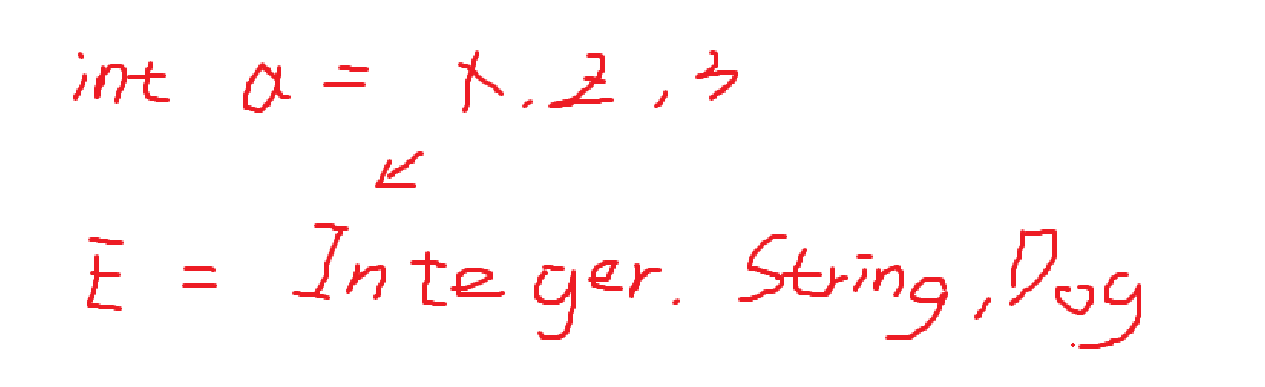 int a = 1, 2, 3
E = Integer. String, Dog